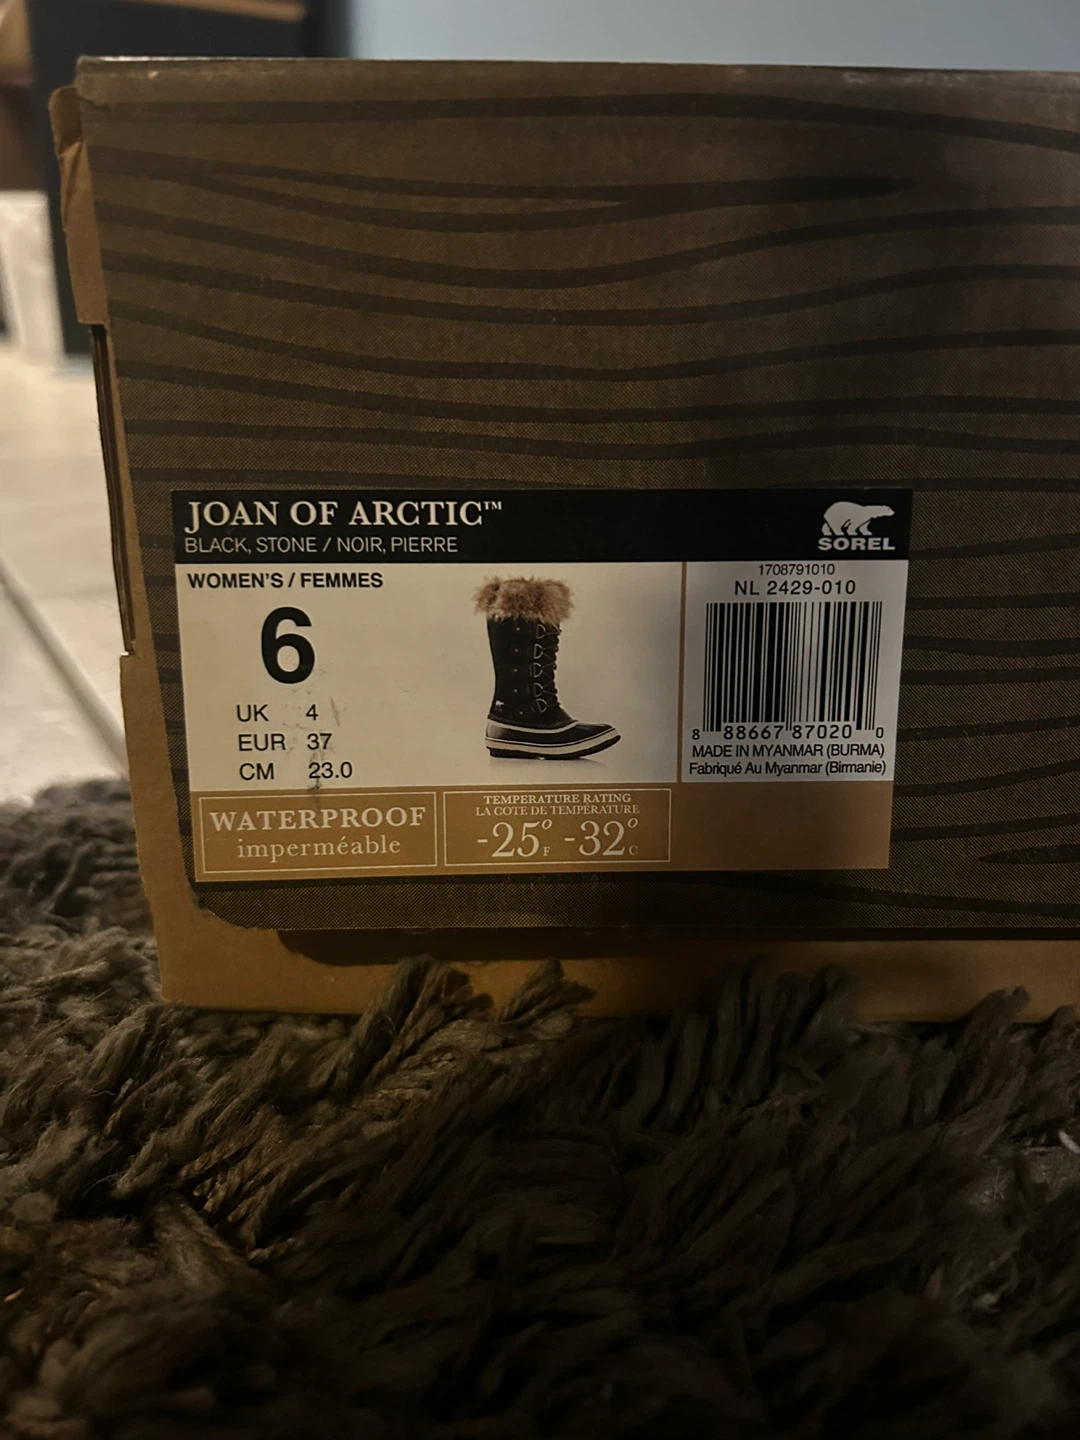 JOAN OF ARCTIC™
BLACK, STONE / NOIR, PIERRE
SOREL
WOMEN'S / FEMMES
6
UK 4
EUR 37
CM 23.0
1708791010
NL 2429-010
8 88667 87020 0
MADE IN MYANMAR (BURMA)
Fabriqué Au Myanmar (Birmanie)
WATERPROOF
imperméable
TEMPERATURE RATING
LA COTE DE TEMPÉRATURE
-25°F -32°C